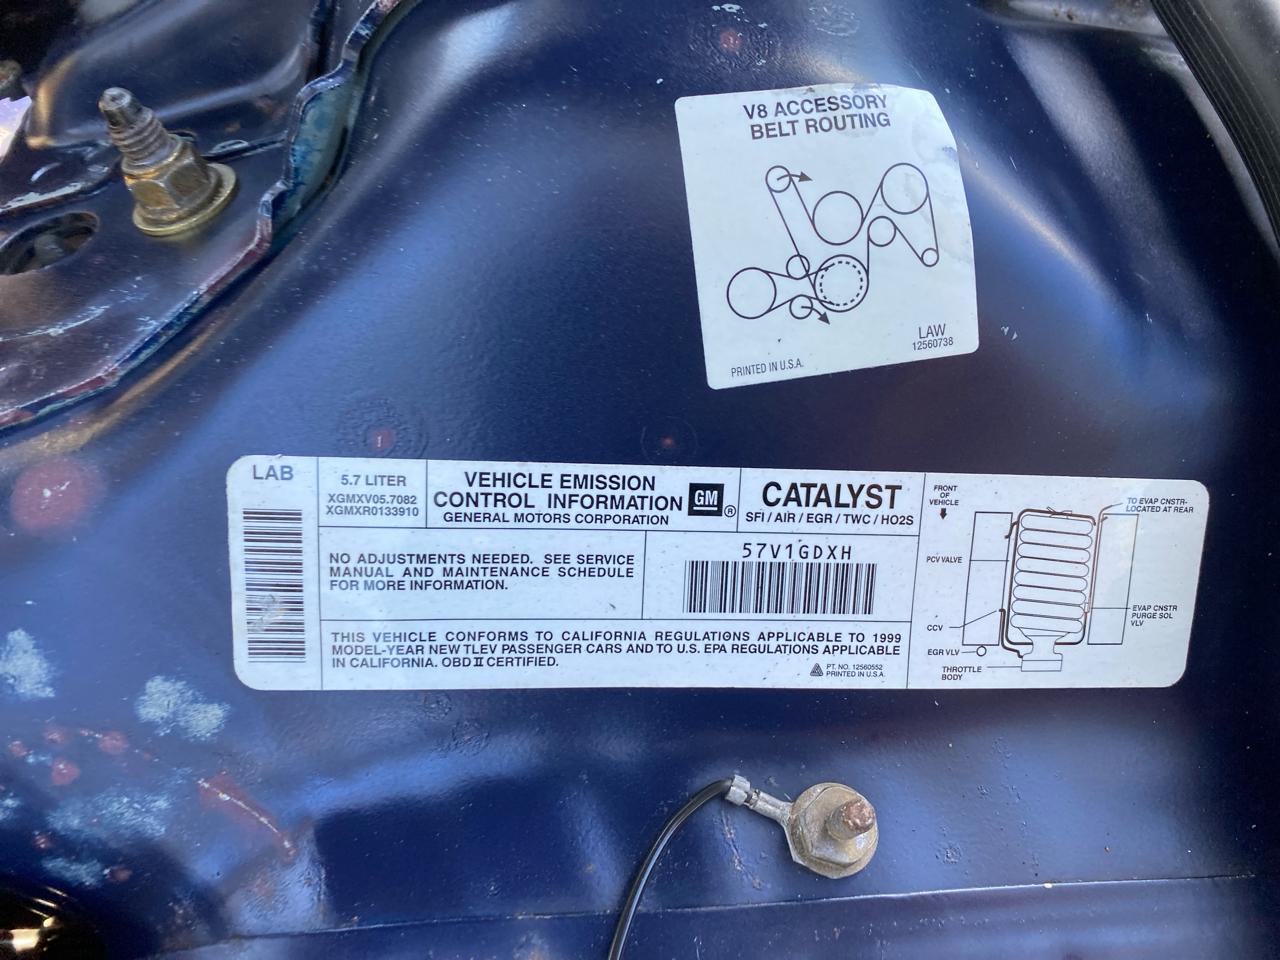 V8 ACCESSORY
BELT ROUTING
LAW
12560738
PRINTED IN U.S.A.
LAB
5.7 LITER
XGMXV05.7082
XGMXR0133910
VEHICLE EMISSION
CONTROL INFORMATION
GENERAL MOTORS CORPORATION
GM ®
CATALYST
SFI / AIR / EGR / TWC / HO2S
NO ADJUSTMENTS NEEDED. SEE SERVICE
MANUAL AND MAINTENANCE SCHEDULE
FOR MORE INFORMATION.
57V1GDXH
THIS VEHICLE CONFORMS TO CALIFORNIA REGULATIONS APPLICABLE TO 1999
MODEL-YEAR NEW TLEV PASSENGER CARS AND TO U.S. EPA REGULATIONS APPLICABLE
IN CALIFORNIA. OBD II CERTIFIED.
PT. NO. 12560552
PRINTED IN U.S.A.
FRONT
OF
VEHICLE
TO EVAP CNSTR-
LOCATED AT REAR
PCV VALVE
EVAP CNSTR
PURGE SOL
VLV
CCV
EGR VLV
THROTTLE
BODY